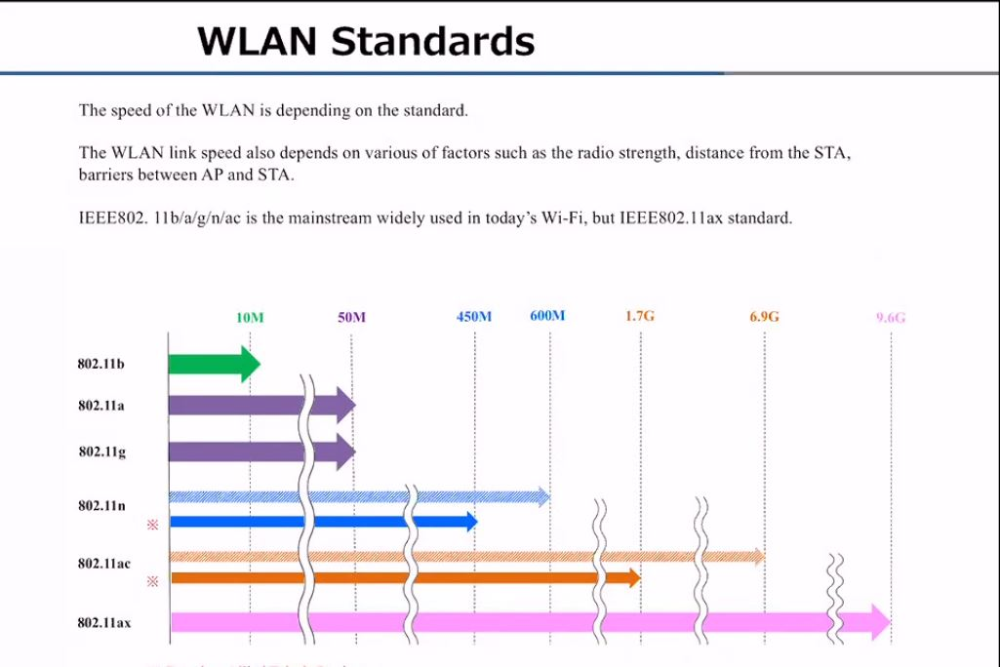 WLAN Standards
The speed of the WLAN is depending on the standard.
The WLAN link speed also depends on various of factors such as the radio strength, distance from the STA,
barriers between AP and STA.
IEEE802. 11b/a/g/n/ac is the mainstream widely used in today's Wi-Fi, but IEEE802.11ax standard.
10M 50M 450M 600M 1.7G 6.9G 9.6G
802.11b
802.11a
802.11g
802.11n
※
802.11ac
※
802.11ax